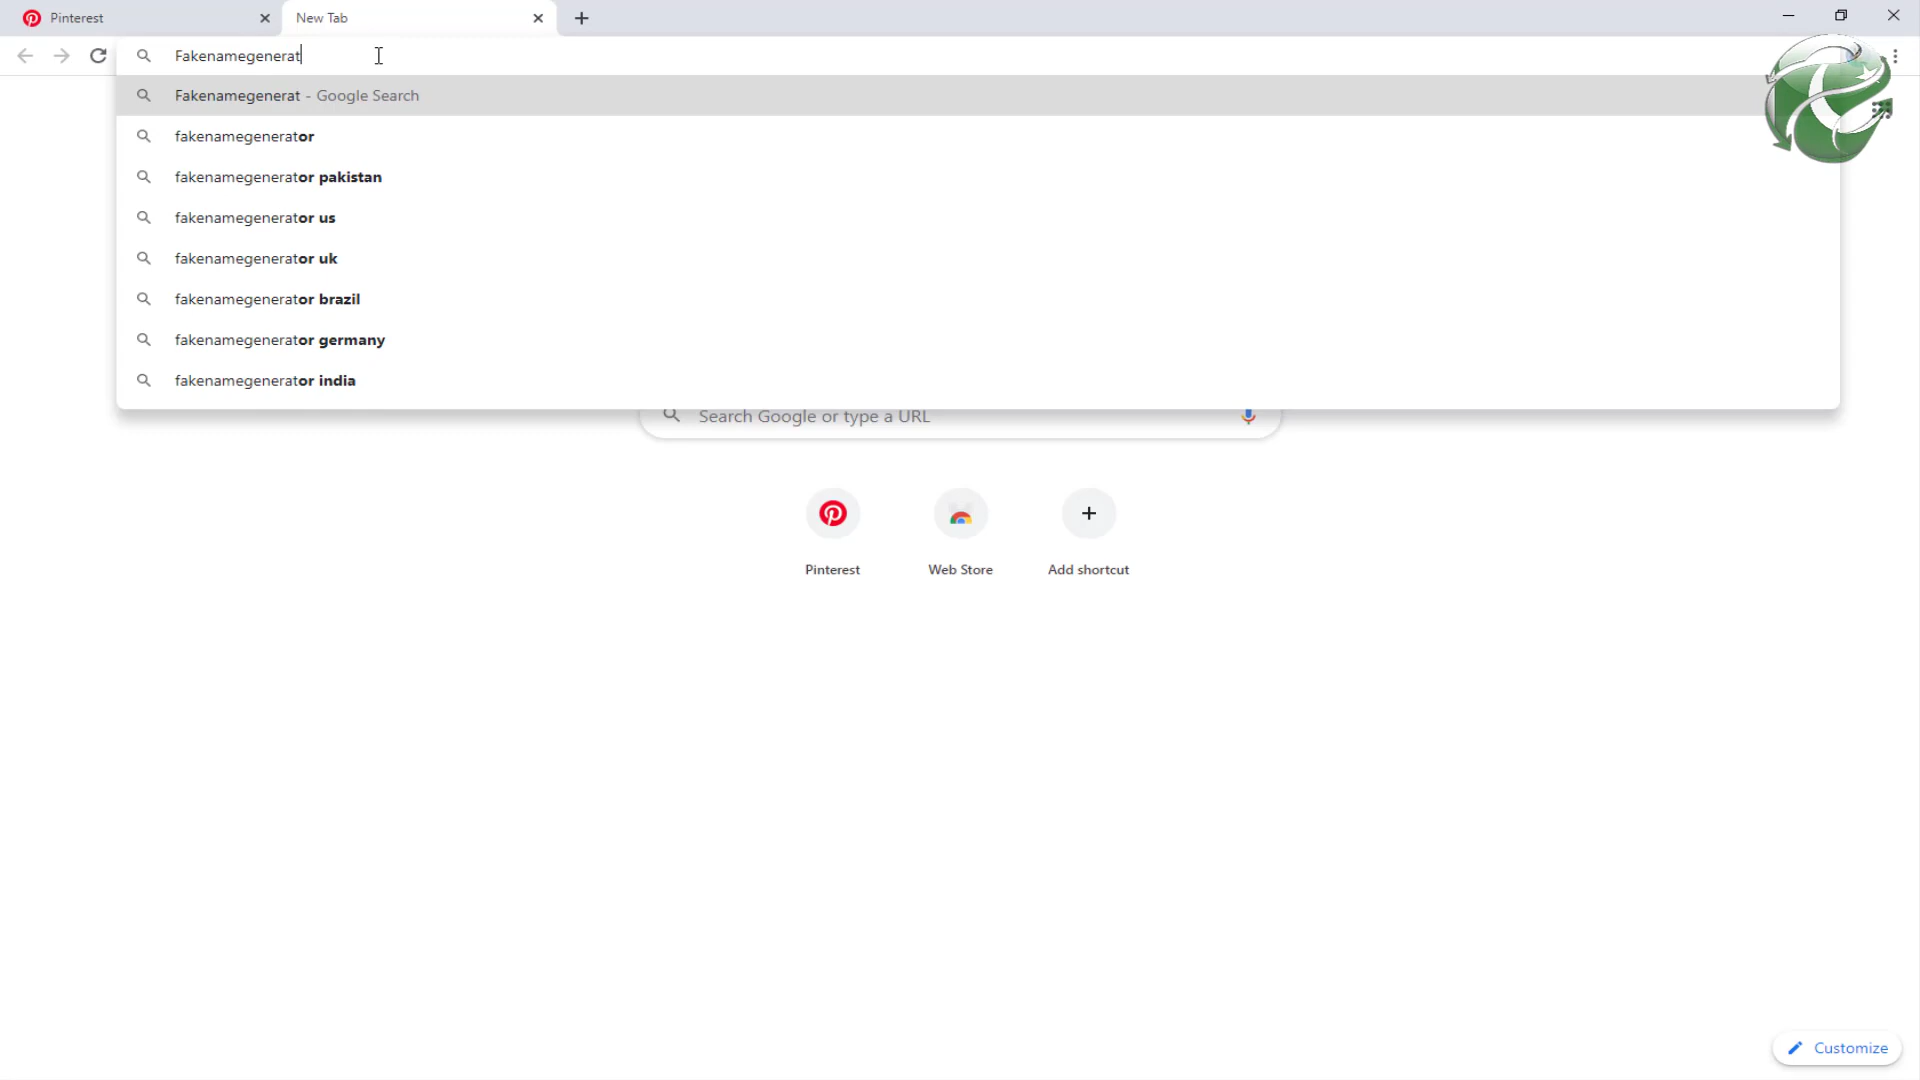 Pinterest
New Tab
Fakenamegenerat
Fakenamegenerat - Google Search
fakenamegenerator
fakenamegenerator pakistan
fakenamegenerator us
fakenamegenerator uk
fakenamegenerator brazil
fakenamegenerator germany
fakenamegenerator india
Search Google or type a URL
Pinterest
Web Store
Add shortcut
Customize